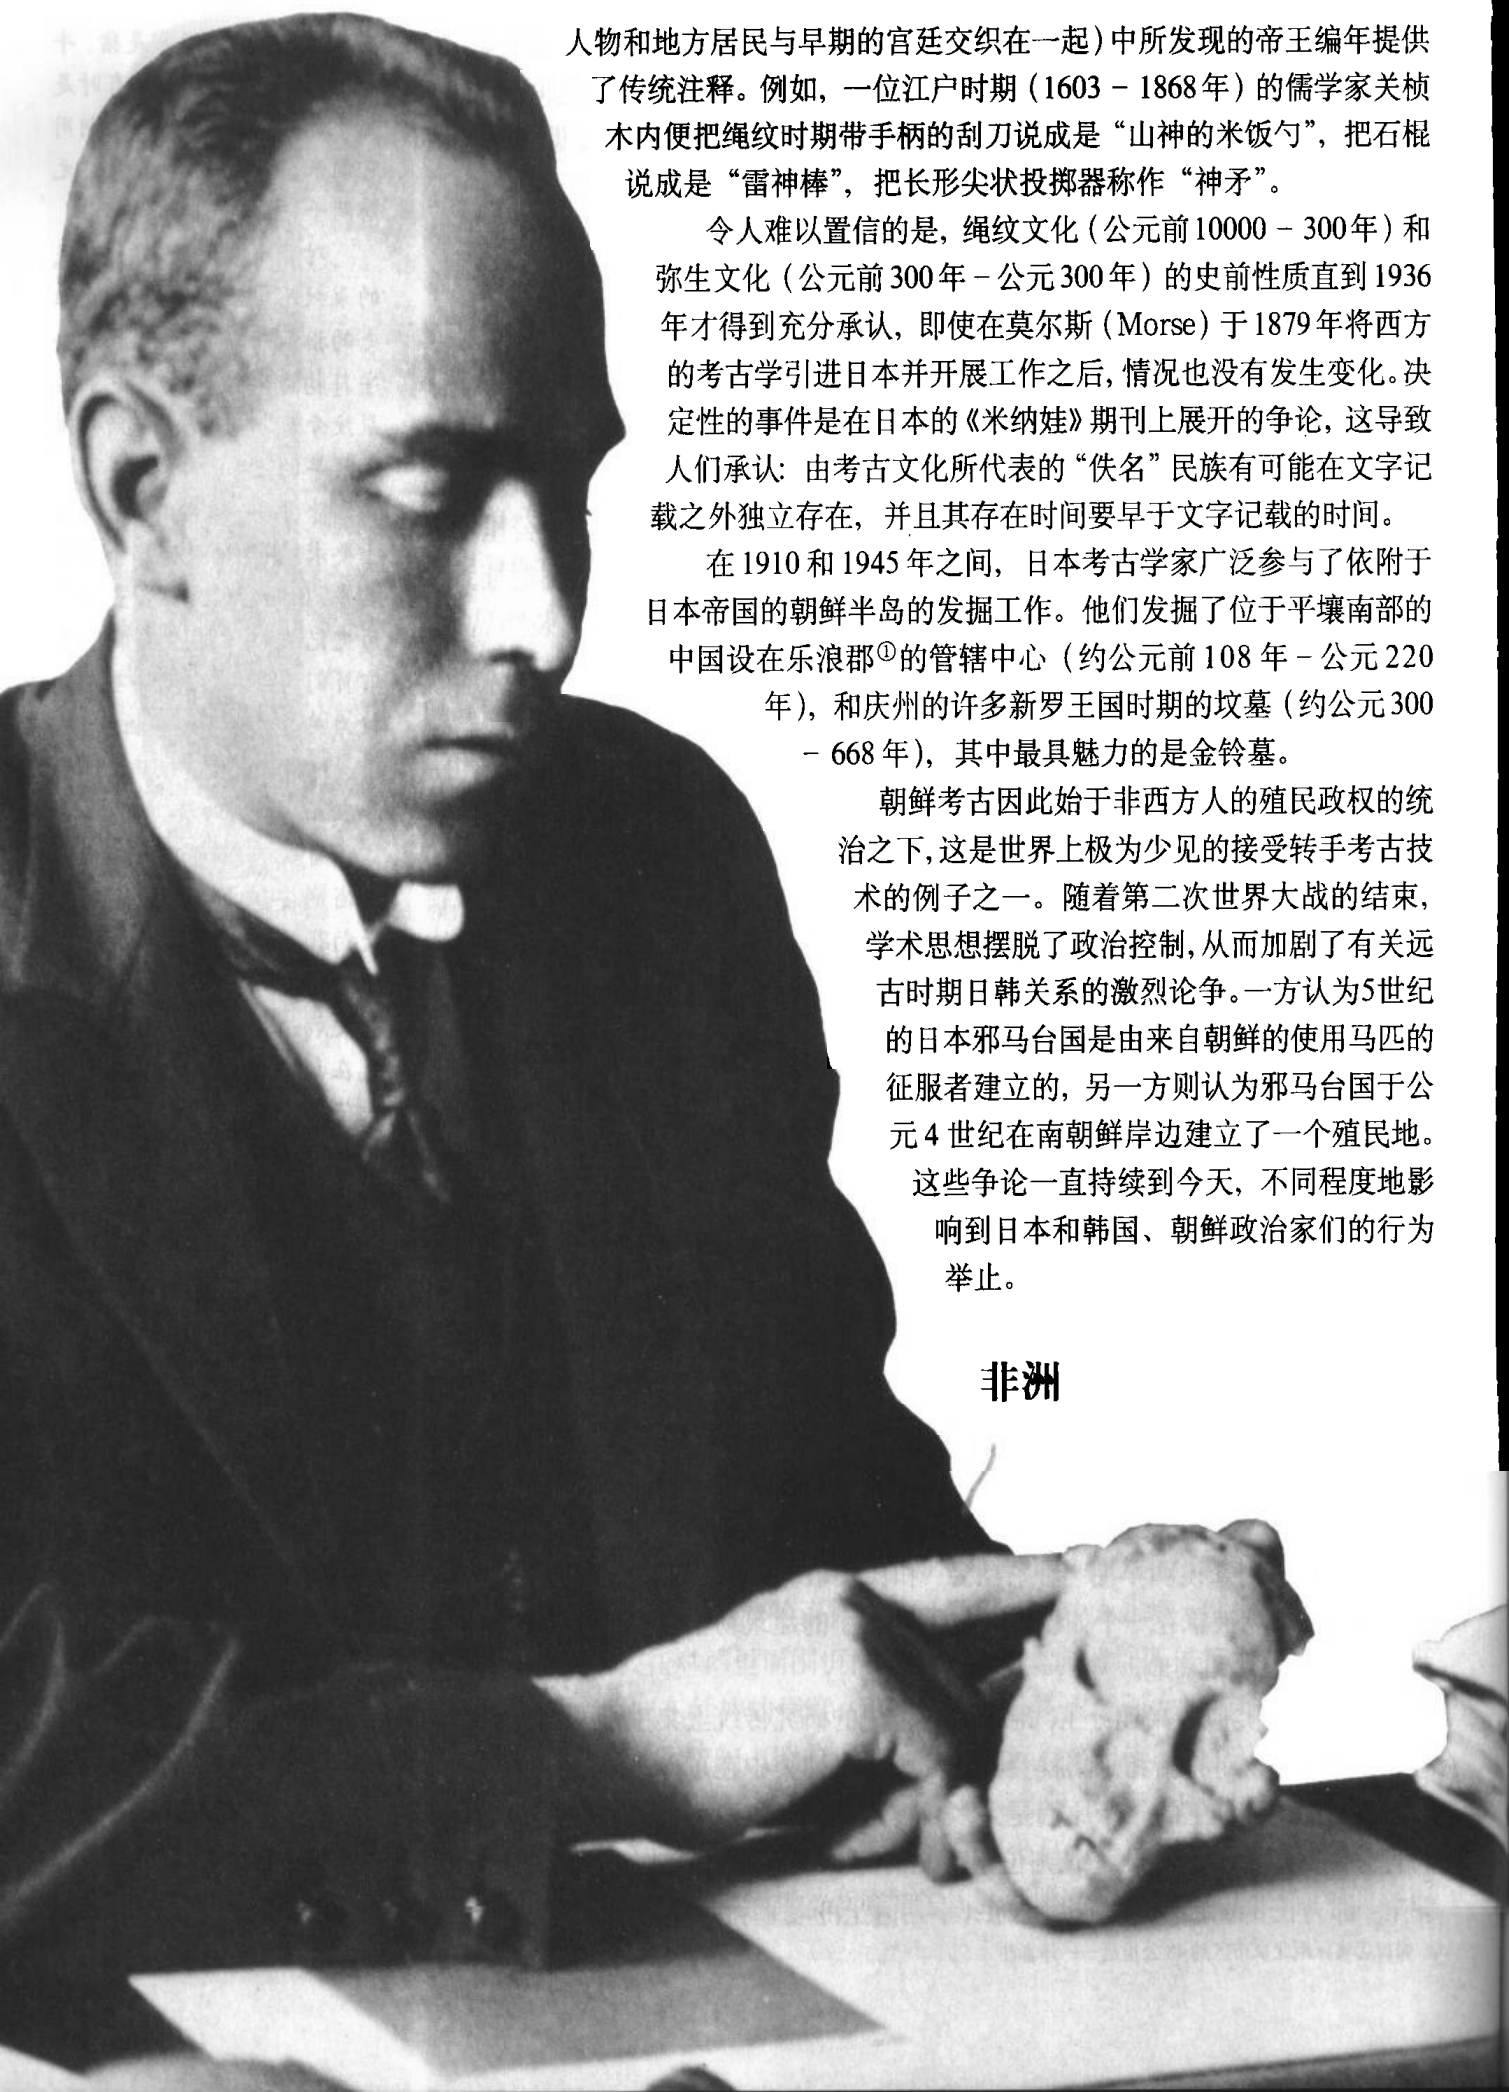 人物和地方居民与早期的宫廷交织在一起）中所发现的帝王编年提供
了传统注释。例如，一位江户时期（1603－1868年）的儒学家关桢
木内便把绳纹时期带手柄的刮刀说成是“山神的米饭勺”，把石棍
说成是“雷神棒”，把长形尖状投掷器称作“神矛”。
令人难以置信的是，绳纹文化（公元前10000－300年）和
弥生文化（公元前300年－公元300年）的史前性质直到1936
年才得到充分承认，即使在莫尔斯（Morse）于1879年将西方
的考古学引进日本并开展工作之后，情况也没有发生变化。决
定性的事件是在日本的《米纳娃》期刊上展开的争论，这导致
人们承认：由考古文化所代表的“佚名”民族有可能在文字记
载之外独立存在，并且其存在时间要早于文字记载的时间。
在1910和1945年之间，日本考古学家广泛参与了依附于
日本帝国的朝鲜半岛的发掘工作。他们发掘了位于平壤南部的
中国设在乐浪郡①的管辖中心（约公元前108年－公元220
年），和庆州的许多新罗王国时期的坟墓（约公元300
－668年），其中最具魅力的是金铃墓。
朝鲜考古因此始于非西方人的殖民政权的统
治之下，这是世界上极为少见的接受转手考古技
术的例子之一。随着第二次世界大战的结束，
学术思想摆脱了政治控制，从而加剧了有关远
古时期日韩关系的激烈论争。一方认为5世纪
的日本邪马台国是由来自朝鲜的使用马匹的
征服者建立的，另一方则认为邪马台国于公
元4世纪在南朝鲜岸边建立了一个殖民地。
这些争论一直持续到今天，不同程度地影
响到日本和韩国、朝鲜政治家们的行为
举止。
非洲